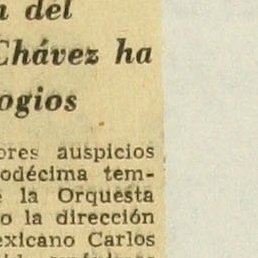 n del
Chávez ha
ogios
ores auspicios
odécima tem-
e la Orquesta
o la dirección
exicano Carlos